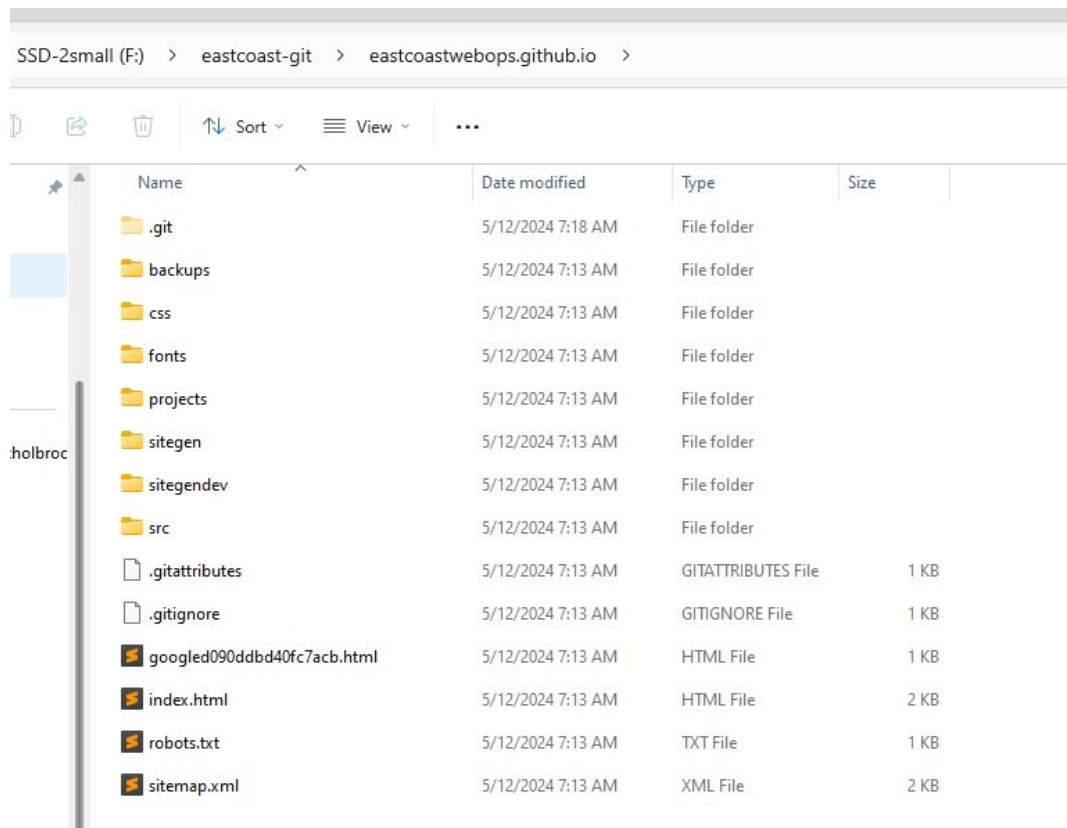 SSD-2small (F:) > eastcoast-git > eastcoastwebops.github.io >
Sort View ...
Name Date modified Type Size
.git 5/12/2024 7:18 AM File folder
backups 5/12/2024 7:13 AM File folder
css 5/12/2024 7:13 AM File folder
fonts 5/12/2024 7:13 AM File folder
projects 5/12/2024 7:13 AM File folder
sitegen 5/12/2024 7:13 AM File folder
:holbroc
sitegendev 5/12/2024 7:13 AM File folder
src 5/12/2024 7:13 AM File folder
.gitattributes 5/12/2024 7:13 AM GITATTRIBUTES File 1 KB
.gitignore 5/12/2024 7:13 AM GITIGNORE File 1 KB
googled090ddbd40fc7acb.html 5/12/2024 7:13 AM HTML File 1 KB
index.html 5/12/2024 7:13 AM HTML File 2 KB
robots.txt 5/12/2024 7:13 AM TXT File 1 KB
sitemap.xml 5/12/2024 7:13 AM XML File 2 KB